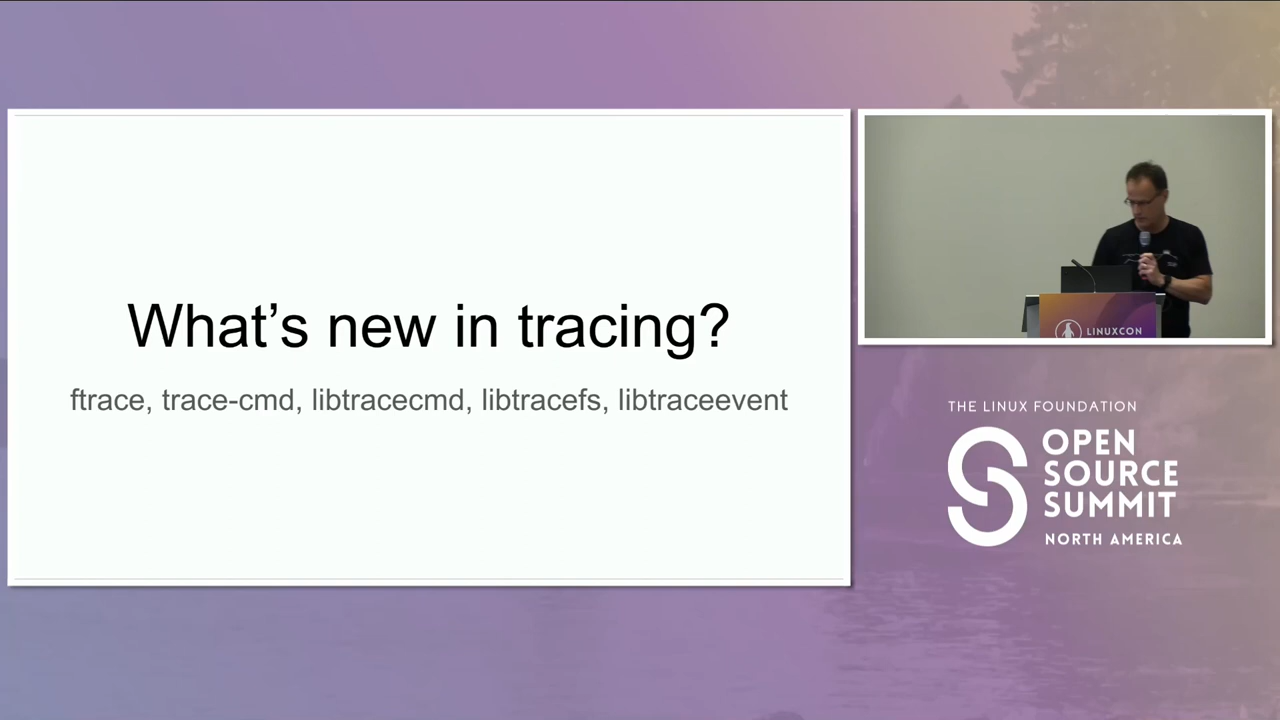 What's new in tracing?
ftrace, trace-cmd, libtracecmd, libtracefs, libtraceevent
LINUXCON
THE LINUX FOUNDATION
OPEN
SOURCE
SUMMIT
NORTH AMERICA